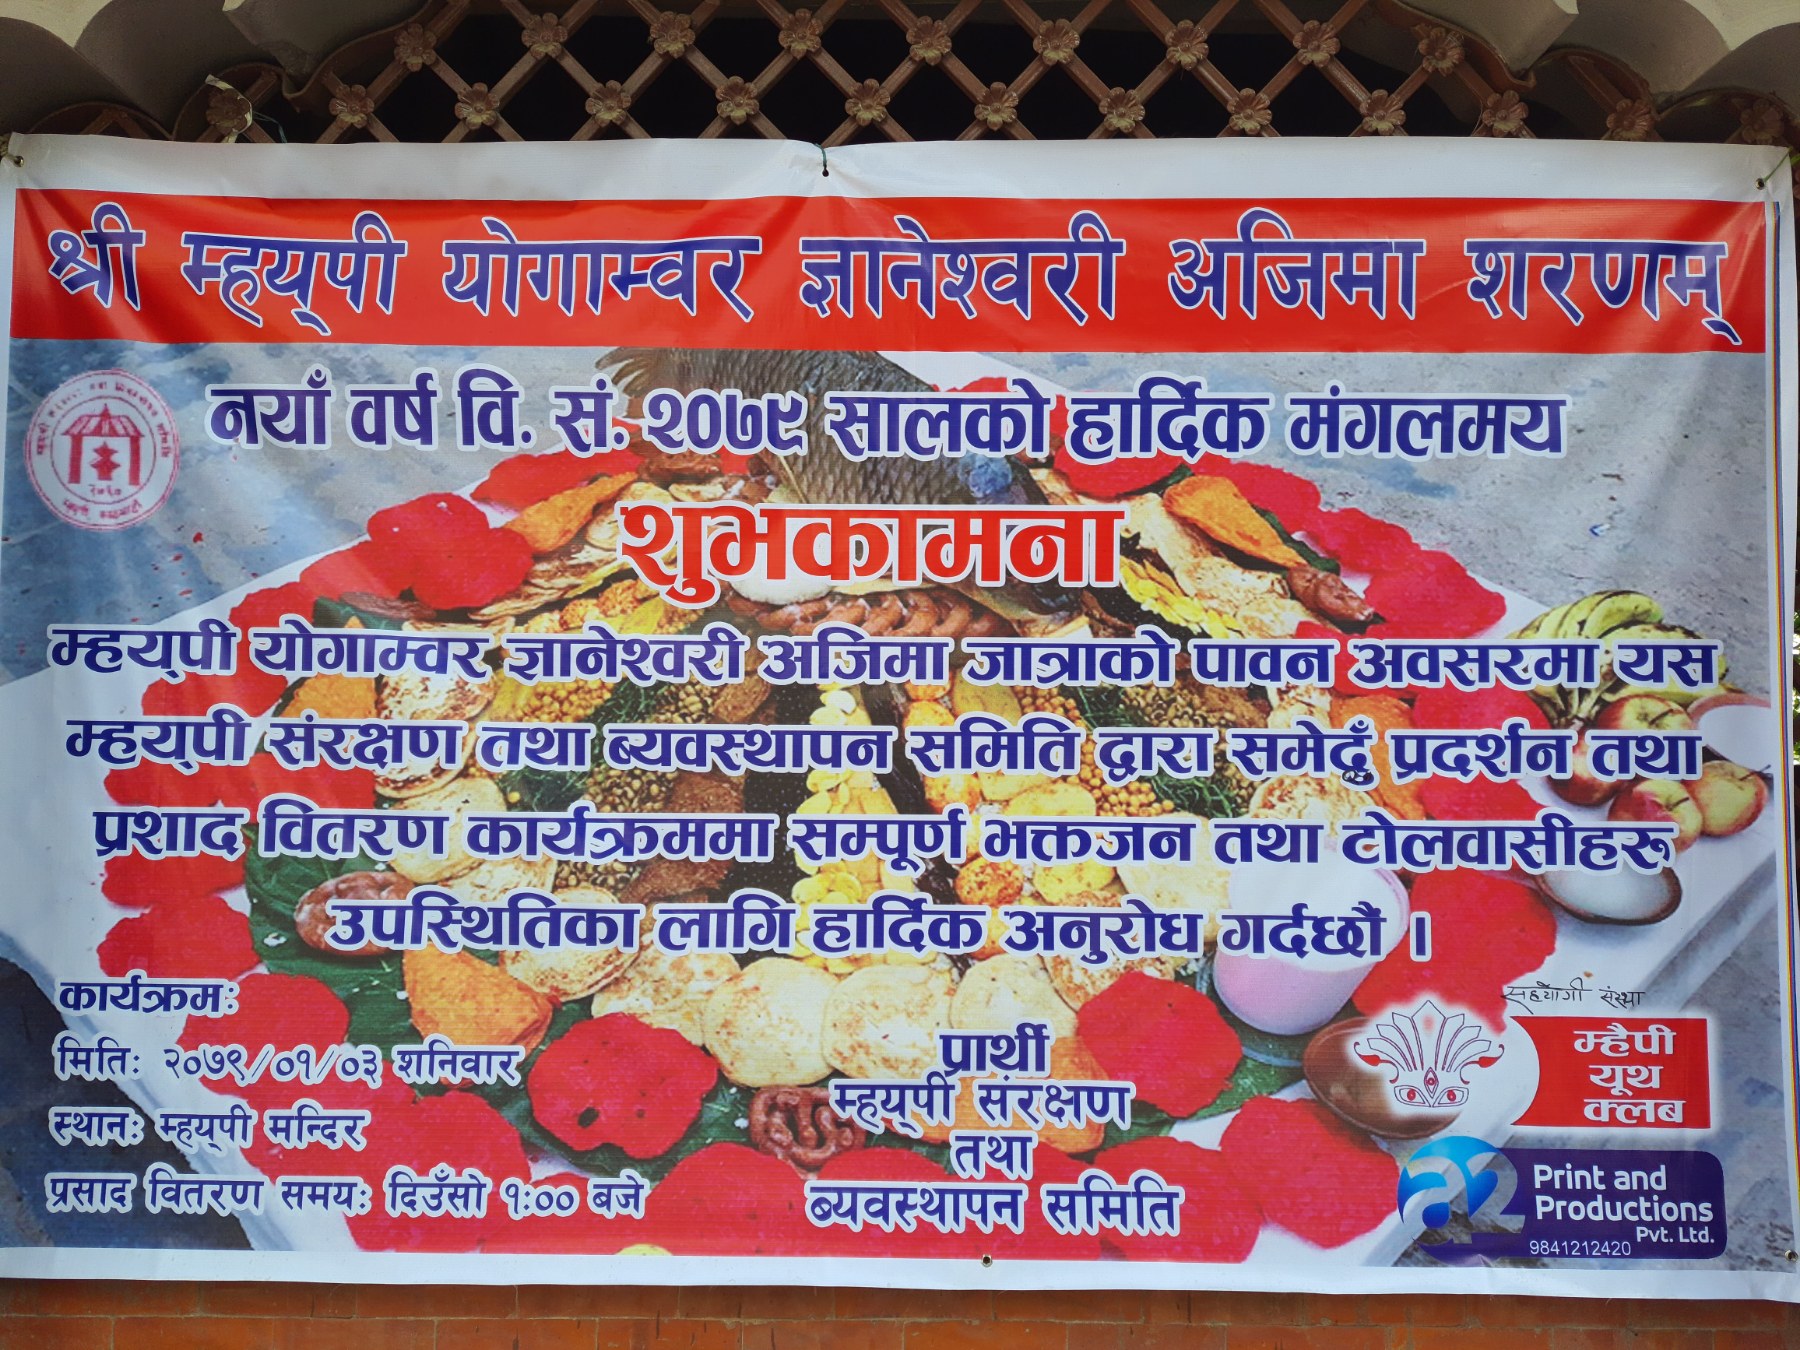 श्री म्हय्‌पी योगाम्वर ज्ञानेश्वरी अजिमा शरणम्
नयाँ वर्ष वि. सं. २०७९ सालको हार्दिक मंगलमय
शुभकामना
म्हय्‌पी योगाम्वर ज्ञानेश्वरी अजिमा जात्राको पावन अवसरमा यस
म्हय्‌पी संरक्षण तथा ब्यवस्थापन समिति द्वारा समेदुँ प्रदर्शन तथा
प्रशाद वितरण कार्यक्रममा सम्पूर्ण भक्तजन तथा टोलवासीहरु
उपस्थितिका लागि हार्दिक अनुरोध गर्दछौं ।
कार्यक्रमः
मितिः २०७९/०१/०३ शनिवार
स्थानः म्हय्‌पी मन्दिर
प्रसाद वितरण समयः दिउँसो १:०० बजे
प्रार्थी
म्हय्‌पी संरक्षण
तथा
ब्यवस्थापन समिति
सहयोगी संस्था
म्हैपी
यूथ
क्लब
a2
Print and
Productions
Pvt. Ltd.
9841212420
२०६७